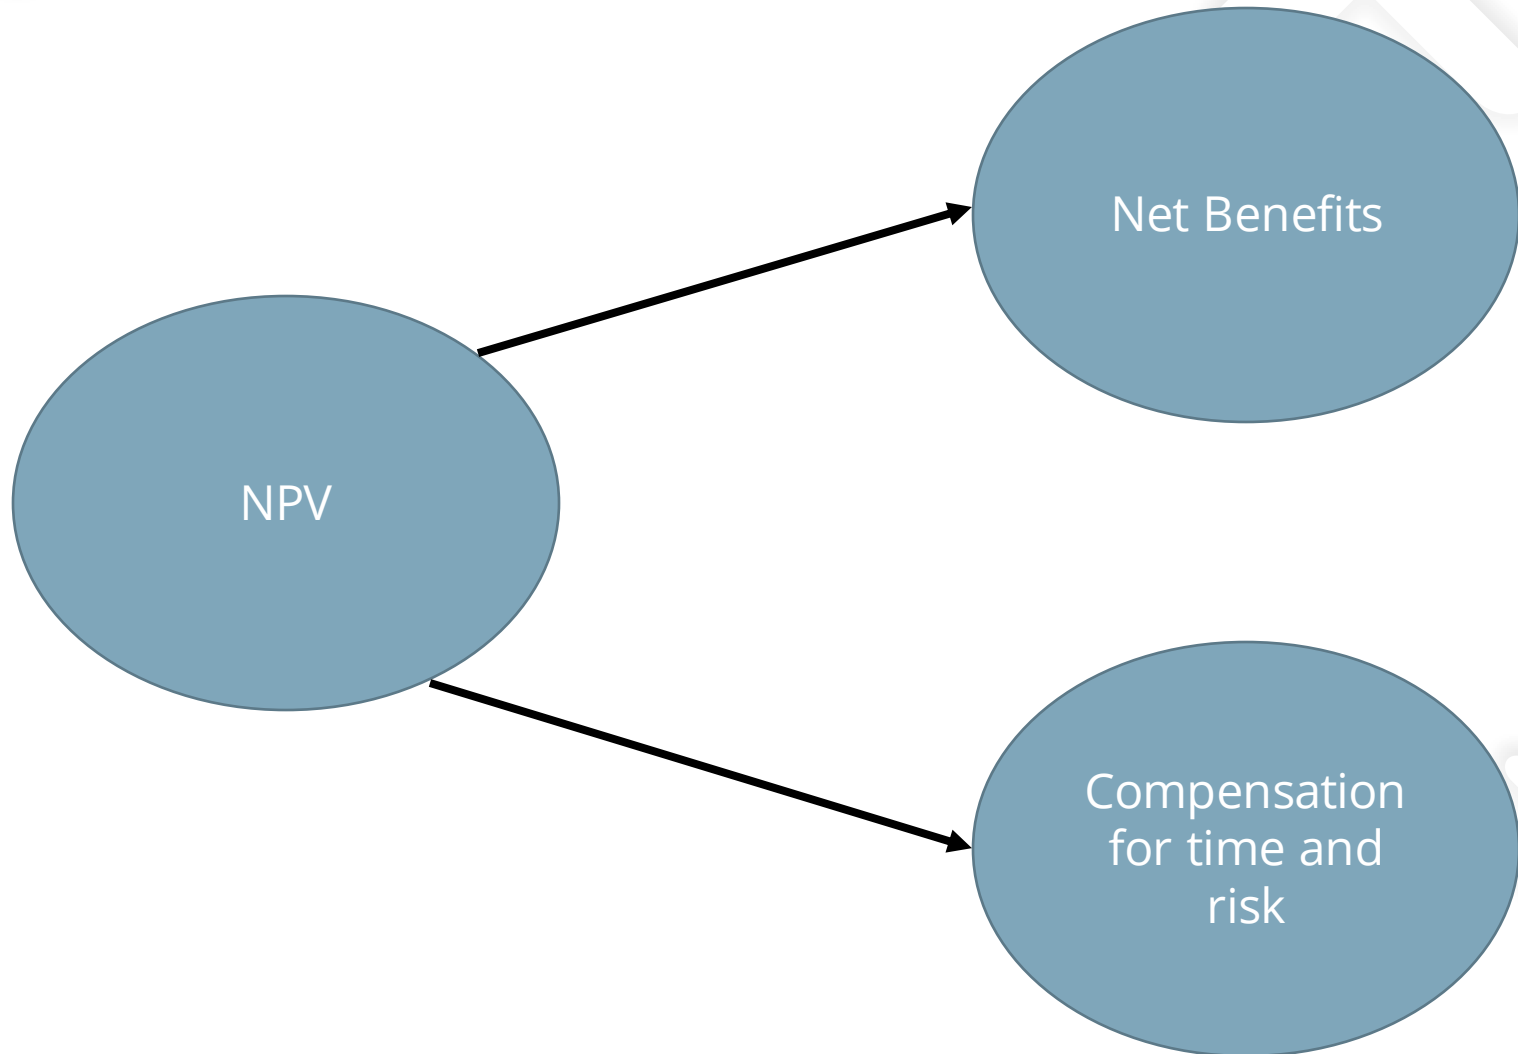 NPV
Net Benefits
Compensation
for time and
risk